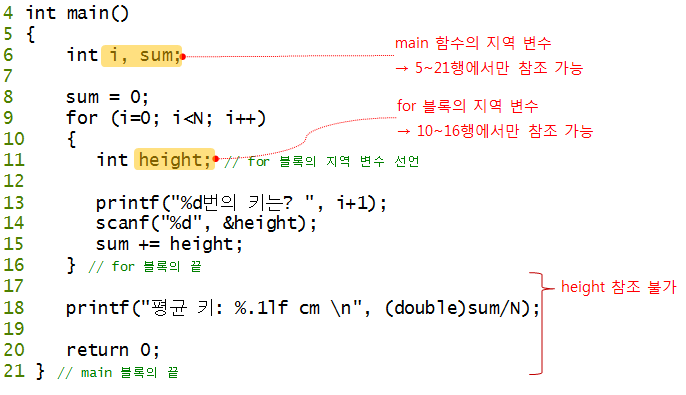 4 int main()
5 {
6 int i, sum;
main 함수의 지역 변수
→ 5~21행에서만 참조 가능
7
8 sum = 0;
9 for (i=0; i<N; i++)
for 블록의 지역 변수
→ 10~16행에서만 참조 가능
10 {
11 int height; // for 블록의 지역 변수 선언
12
13 printf("%d번의 키는? ", i+1);
14 scanf("%d", &height);
15 sum += height;
16 } // for 블록의 끝
17
18 printf("평균 키: %.1lf cm \n", (double)sum/N);
height 참조 불가
19
20 return 0;
21 } // main 블록의 끝